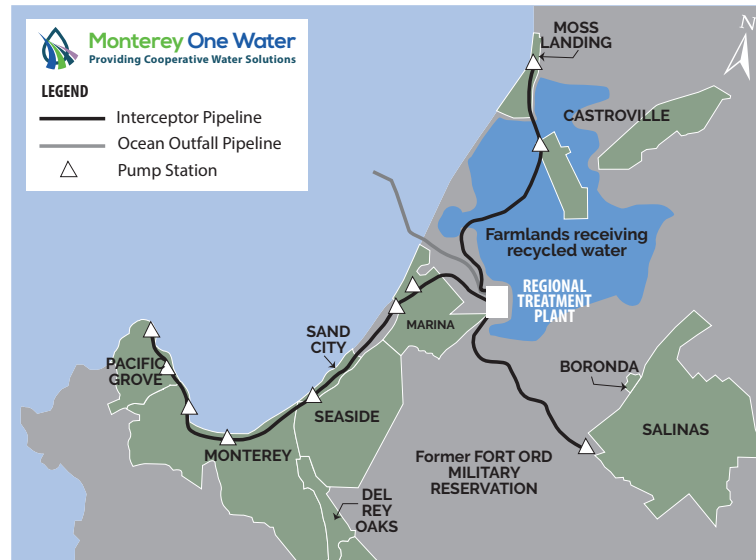 Monterey One Water
Providing Cooperative Water Solutions
LEGEND
Interceptor Pipeline
Ocean Outfall Pipeline
Pump Station
MOSS
LANDING
N
CASTROVILLE
Farmlands receiving
recycled water
REGIONAL
TREATMENT
PLANT
MARINA
SAND
CITY
PACIFIC
GROVE
BORONDA
SEASIDE
SALINAS
MONTEREY
Former FORT ORD
MILITARY
RESERVATION
DEL
REY
OAKS